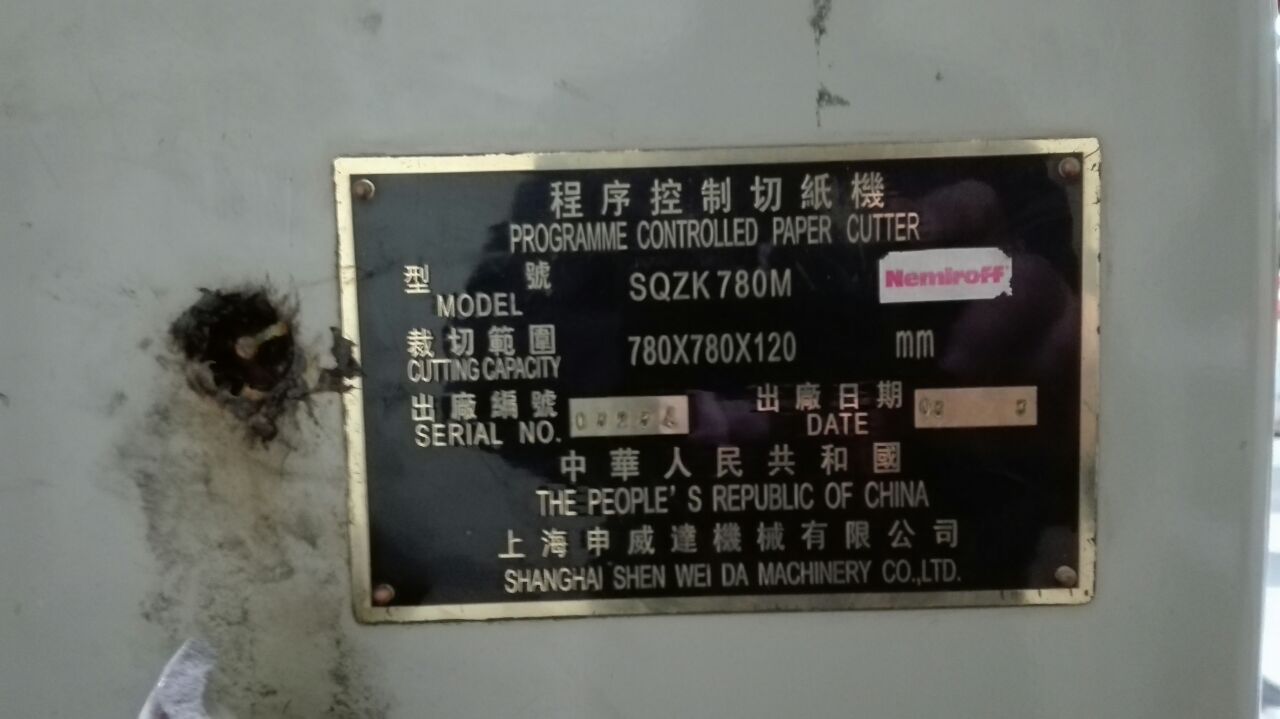 程序控制切紙機
PROGRAMME CONTROLLED PAPER CUTTER
型號 SQZK780M Nemiroff
MODEL
裁切範圍 780X780X120 mm
CUTTING CAPACITY
出廠編號 出廠日期
SERIAL NO. DATE
中華人民共和國
THE PEOPLE'S REPUBLIC OF CHINA
上海申威達機械有限公司
SHANGHAI SHEN WEI DA MACHINERY CO.,LTD.